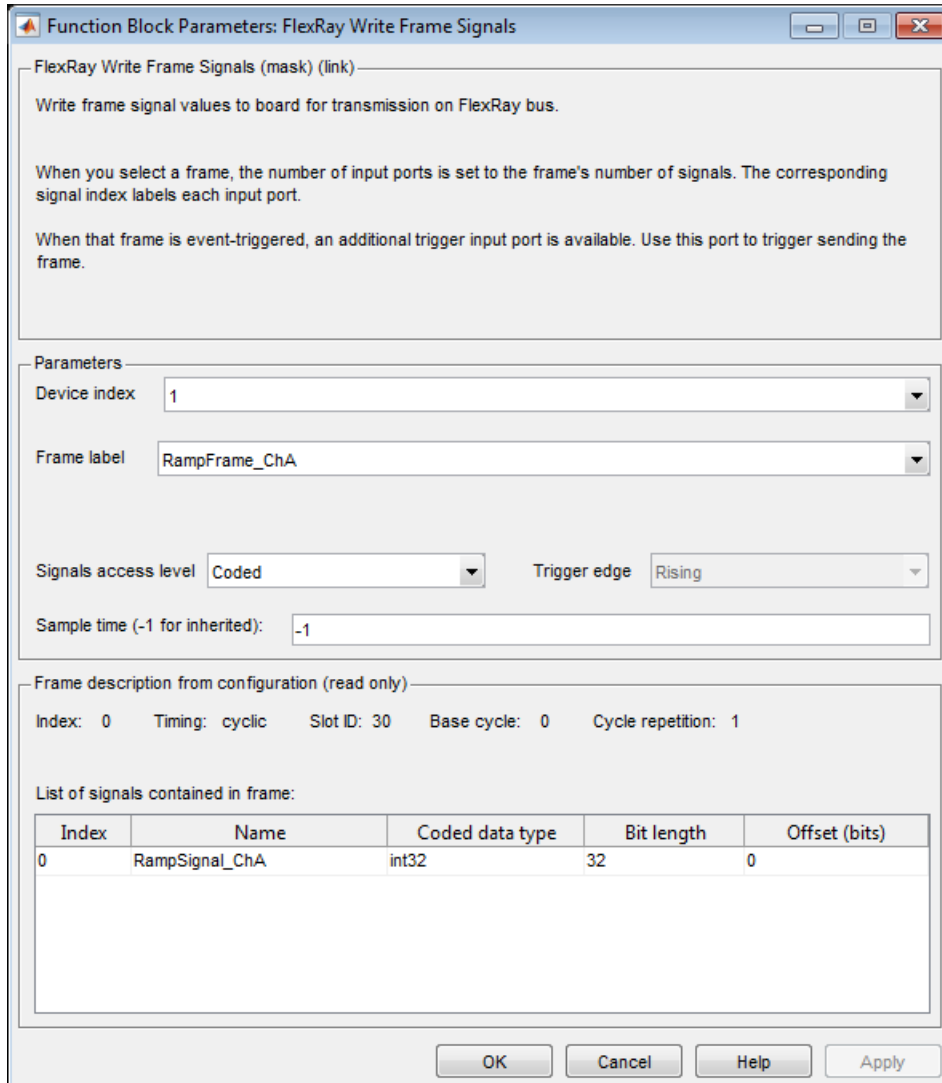 Function Block Parameters: FlexRay Write Frame Signals
FlexRay Write Frame Signals (mask) (link)
Write frame signal values to board for transmission on FlexRay bus.
When you select a frame, the number of input ports is set to the frame's number of signals. The corresponding
signal index labels each input port.
When that frame is event-triggered, an additional trigger input port is available. Use this port to trigger sending the
frame.
Parameters
Device index 1
Frame label RampFrame_ChA
Signals access level Coded Trigger edge Rising
Sample time (-1 for inherited): -1
Frame description from configuration (read only)
Index: 0 Timing: cyclic Slot ID: 30 Base cycle: 0 Cycle repetition: 1
List of signals contained in frame:
Index Name Coded data type Bit length Offset (bits)
0 RampSignal_ChA int32 32 0
OK Cancel Help Apply